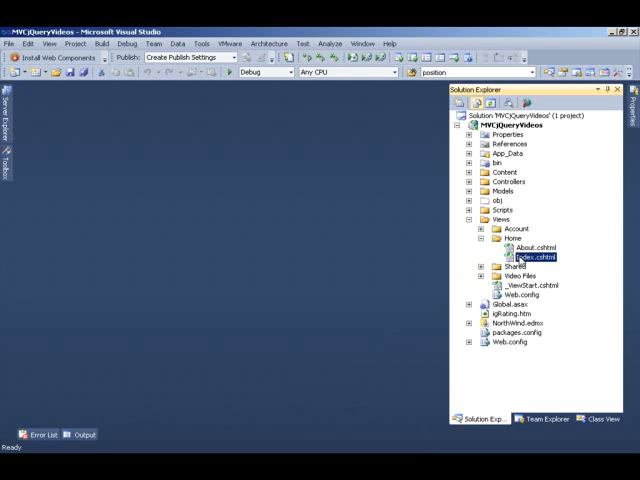 MVCjQueryVideos - Microsoft Visual Studio
File Edit View Project Build Debug Team Data Tools VMware Architecture Test Analyze Window Help
Install Web Components Publish: Create Publish Settings
Debug Any CPU position
Solution Explorer
Server Explorer
Toolbox
Properties
Solution 'MVCjQueryVideos' (1 project)
MVCjQueryVideos
Properties
References
App_Data
bin
Content
Controllers
Models
obj
Scripts
Views
Account
Home
About.cshtml
Index.cshtml
Shared
Video Files
_ViewStart.cshtml
Web.config
Global.asax
igRating.htm
NorthWind.edmx
packages.config
Web.config
Solution Exp... Team Explorer Class View
Error List Output
Ready